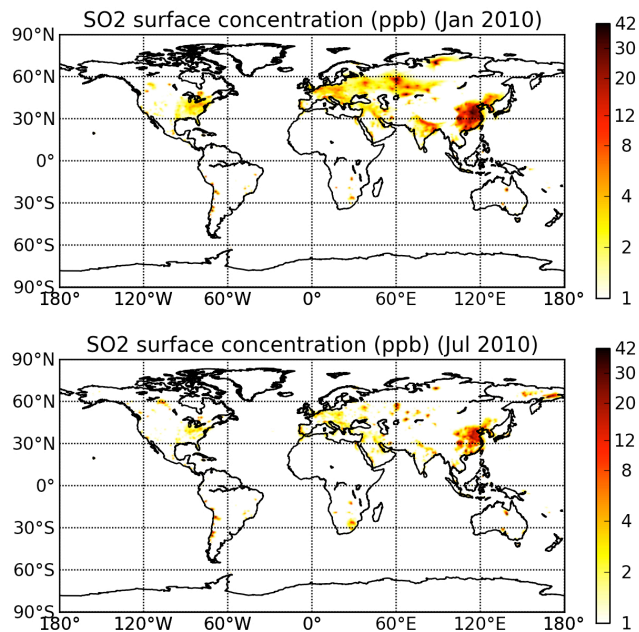 SO2 surface concentration (ppb) (Jan 2010)
90°N
60°N
30°N
0°
30°S
60°S
90°S
180° 120°W 60°W 0° 60°E 120°E 180°
42
30
20
12
8
4
2
1
SO2 surface concentration (ppb) (Jul 2010)
90°N
60°N
30°N
0°
30°S
60°S
90°S
180° 120°W 60°W 0° 60°E 120°E 180°
42
30
20
12
8
4
2
1